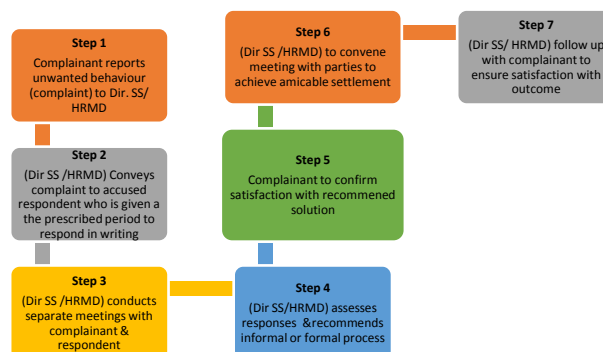 Step 1
Complainant reports
unwanted behaviour
(complaint) to Dir. SS/
HRMD
Step 2
(Dir SS /HRMD) Conveys
complaint to accused
respondent who is given a
the prescribed period to
respond in writing
Step 3
(Dir SS /HRMD) conducts
separate meetings with
complainant &
respondent
Step 4
(Dir SS/HRMD) assesses
responses &recommends
informal or formal process
Step 5
Complainant to confirm
satisfaction with recommened
solution
Step 6
(Dir SS /HRMD) to convene
meeting with parties to
achieve amicable settlement
Step 7
(Dir SS/ HRMD) follow up
with complainant to
ensure satisfaction with
outcome